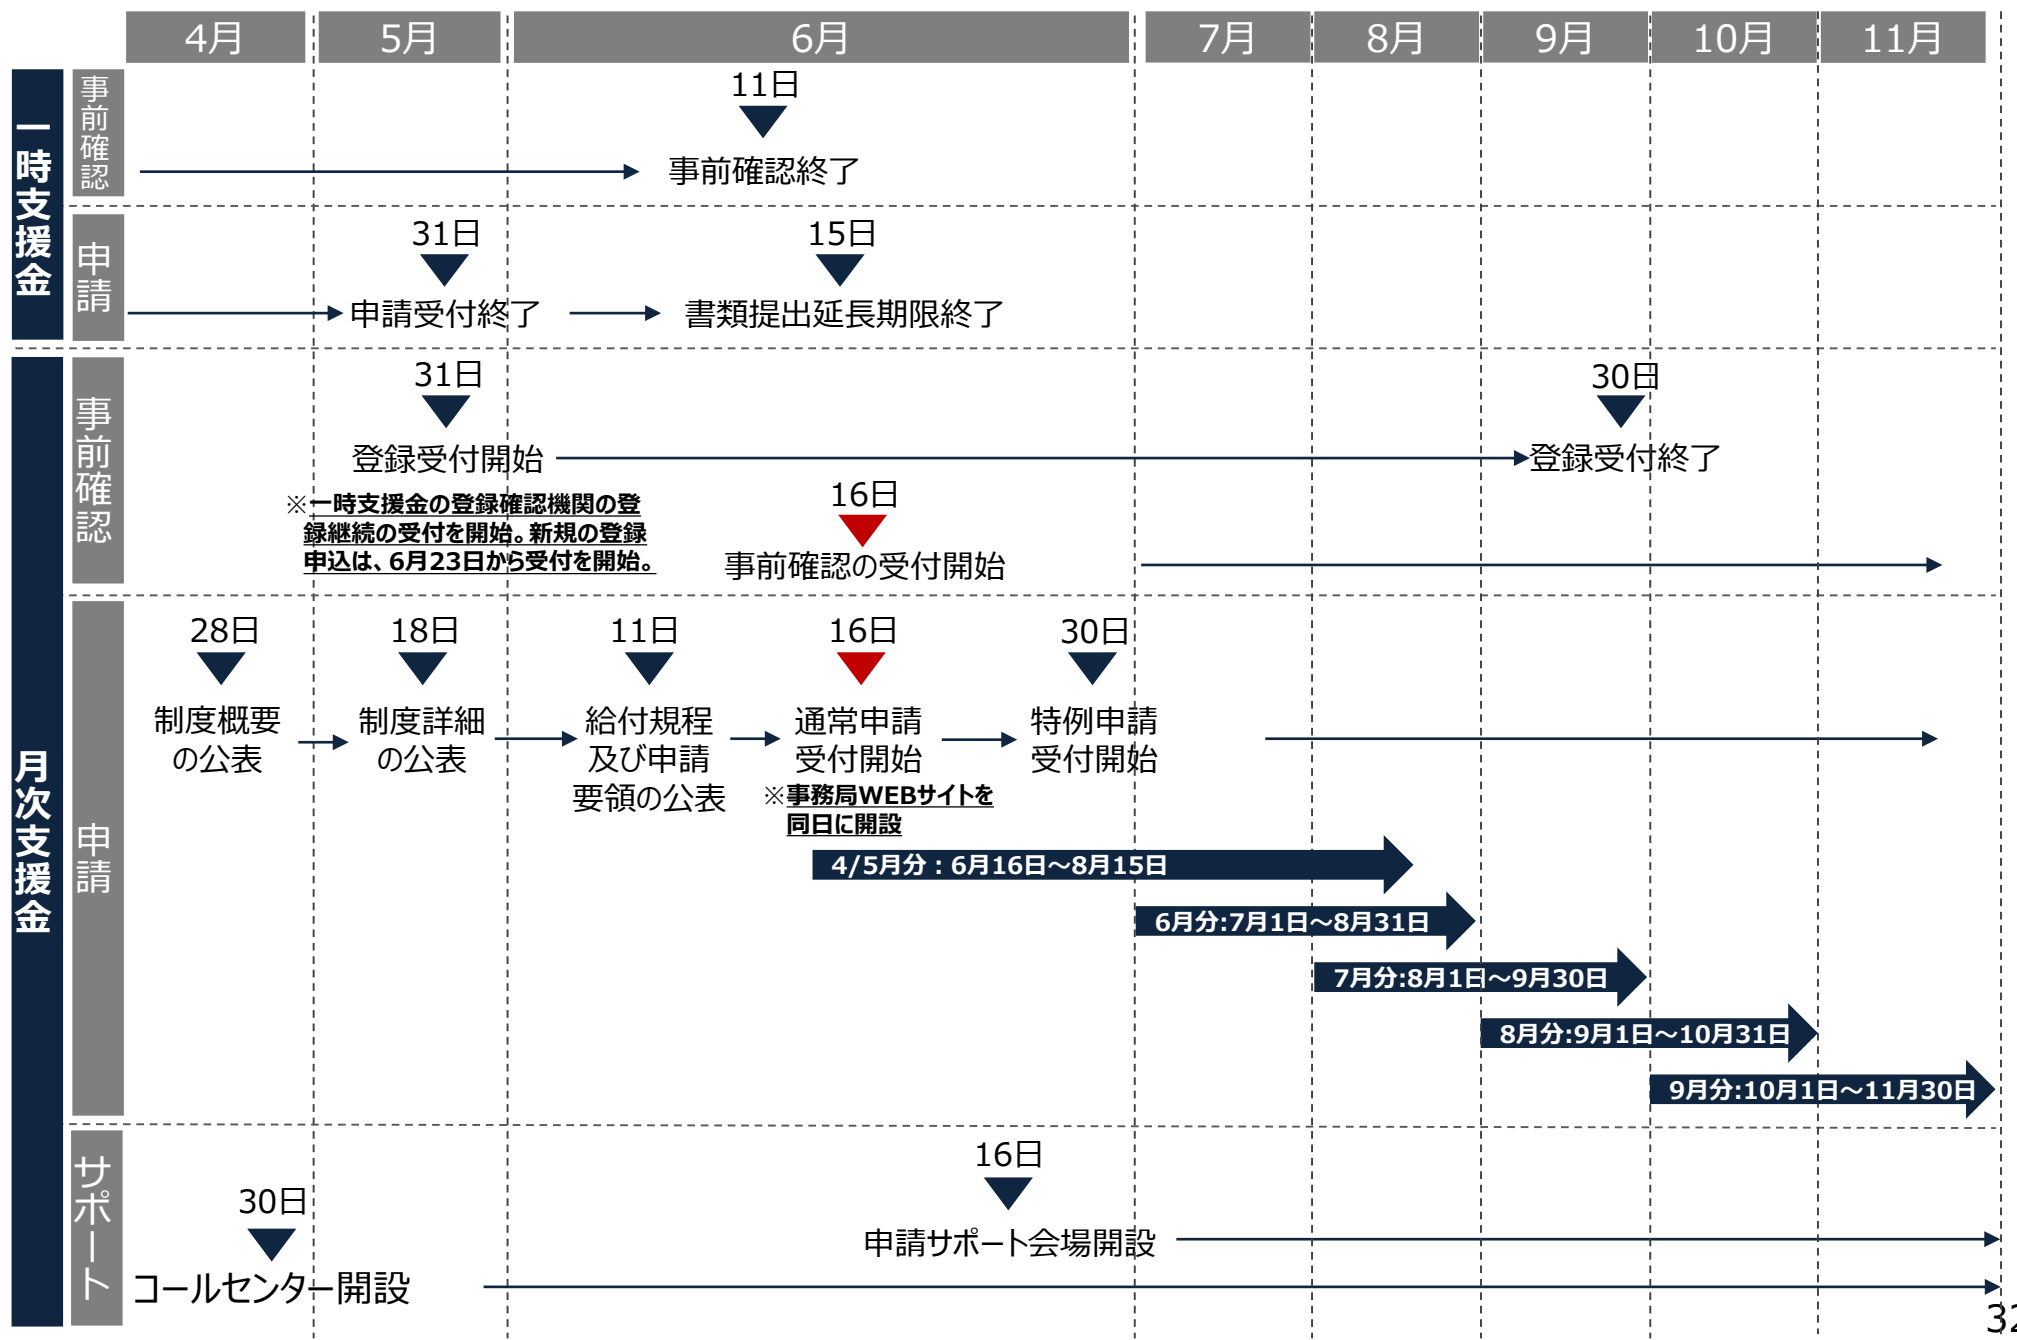 4月
5月
6月
7月
8月
9月
10月
11月
一時支援金
事前確認
11日
事前確認終了
申請
31日
申請受付終了
15日
書類提出延長期限終了
月次支援金
事前確認
31日
登録受付開始
30日
登録受付終了
※一時支援金の登録確認機関の登
録継続の受付を開始。新規の登録
申込は、6月23日から受付を開始。
16日
事前確認の受付開始
申請
28日
制度概要
の公表
18日
制度詳細
の公表
11日
給付規程
及び申請
要領の公表
16日
通常申請
受付開始
※事務局WEBサイトを
同日に開設
30日
特例申請
受付開始
4/5月分：6月16日～8月15日
6月分:7月1日～8月31日
7月分:8月1日～9月30日
8月分:9月1日～10月31日
9月分:10月1日～11月30日
サポート
30日
コールセンター開設
16日
申請サポート会場開設
32